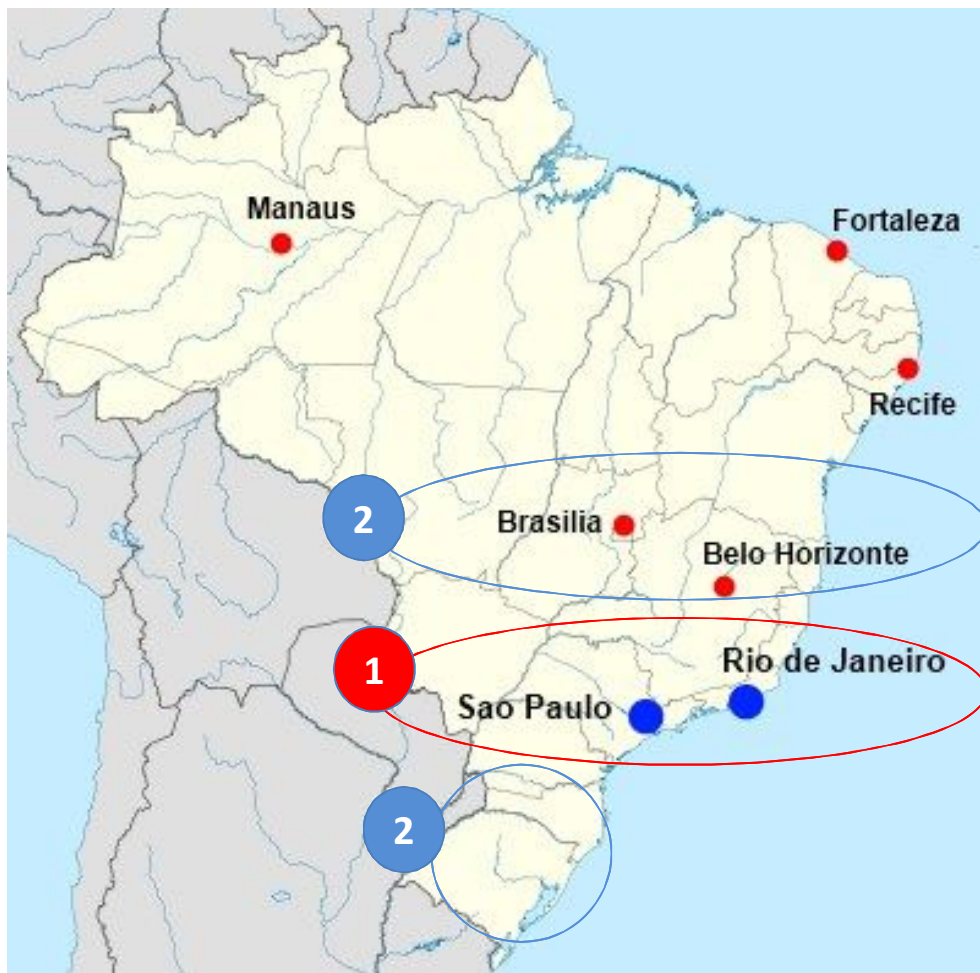 Manaus
Fortaleza
Recife
2
Brasilia
Belo Horizonte
1
Rio de Janeiro
Sao Paulo
2